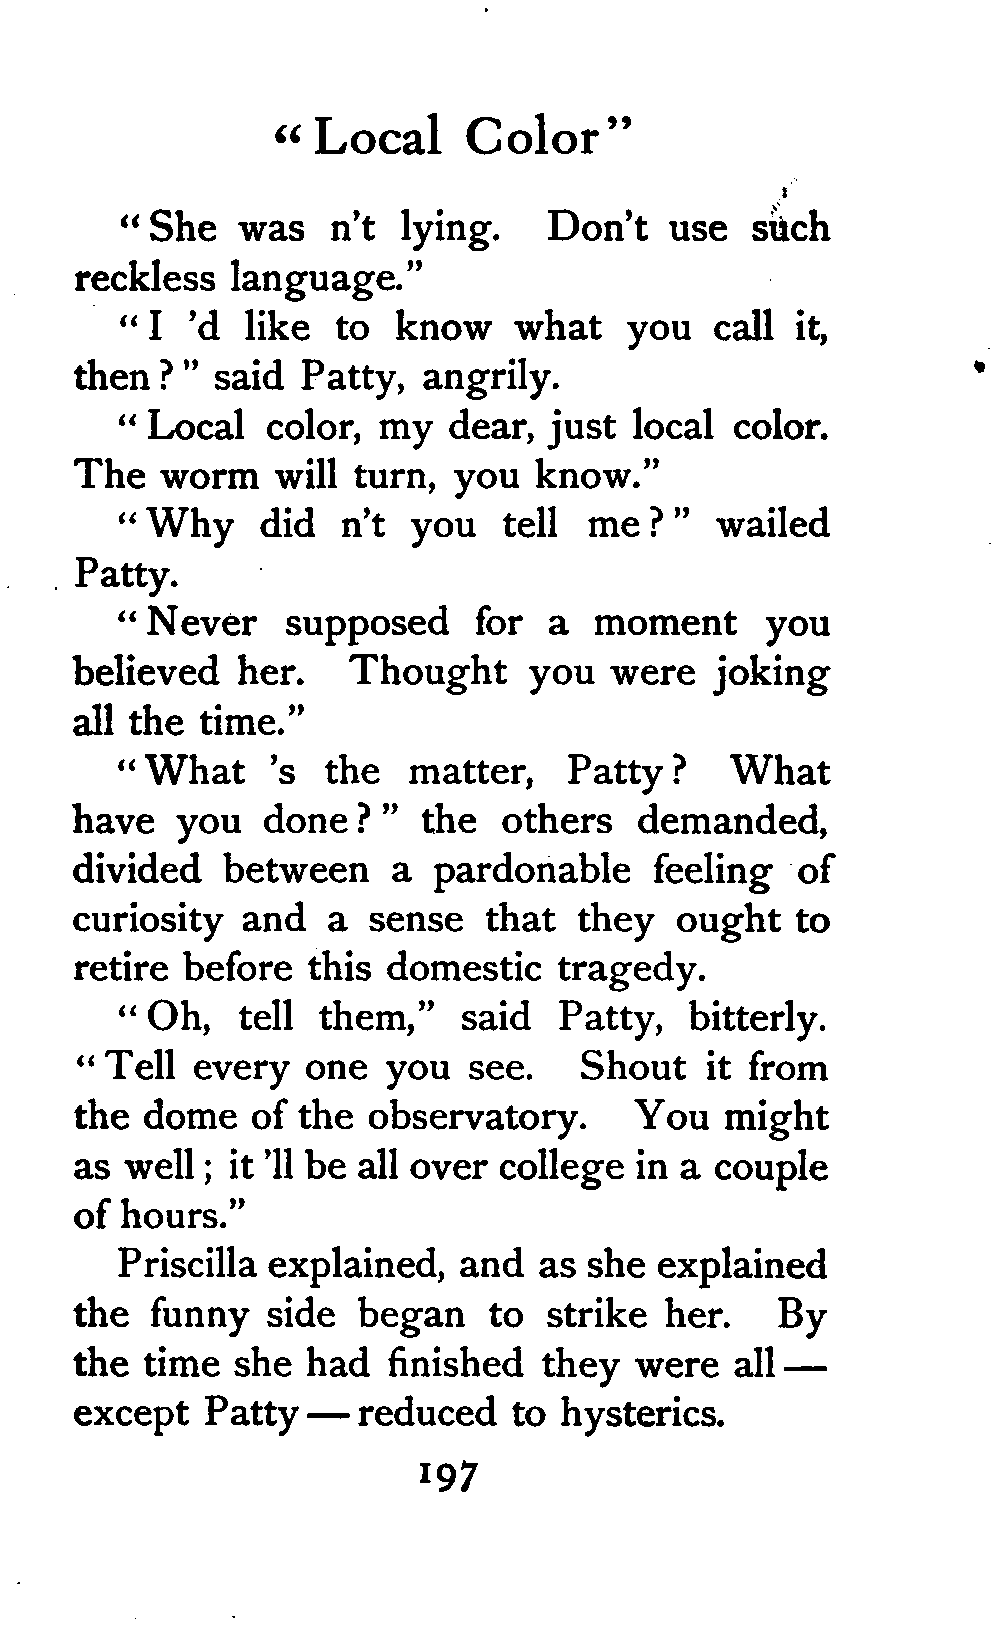 “Local Color”
“She was n't lying. Don't use such
reckless language.”
“I 'd like to know what you call it,
then?” said Patty, angrily.
“Local color, my dear, just local color.
The worm will turn, you know.”
“Why did n't you tell me?” wailed
Patty.
“Never supposed for a moment you
believed her. Thought you were joking
all the time.”
“What 's the matter, Patty? What
have you done?” the others demanded,
divided between a pardonable feeling of
curiosity and a sense that they ought to
retire before this domestic tragedy.
“Oh, tell them,” said Patty, bitterly.
“Tell every one you see. Shout it from
the dome of the observatory. You might
as well; it 'll be all over college in a couple
of hours.”
Priscilla explained, and as she explained
the funny side began to strike her. By
the time she had finished they were all—
except Patty—reduced to hysterics.
197